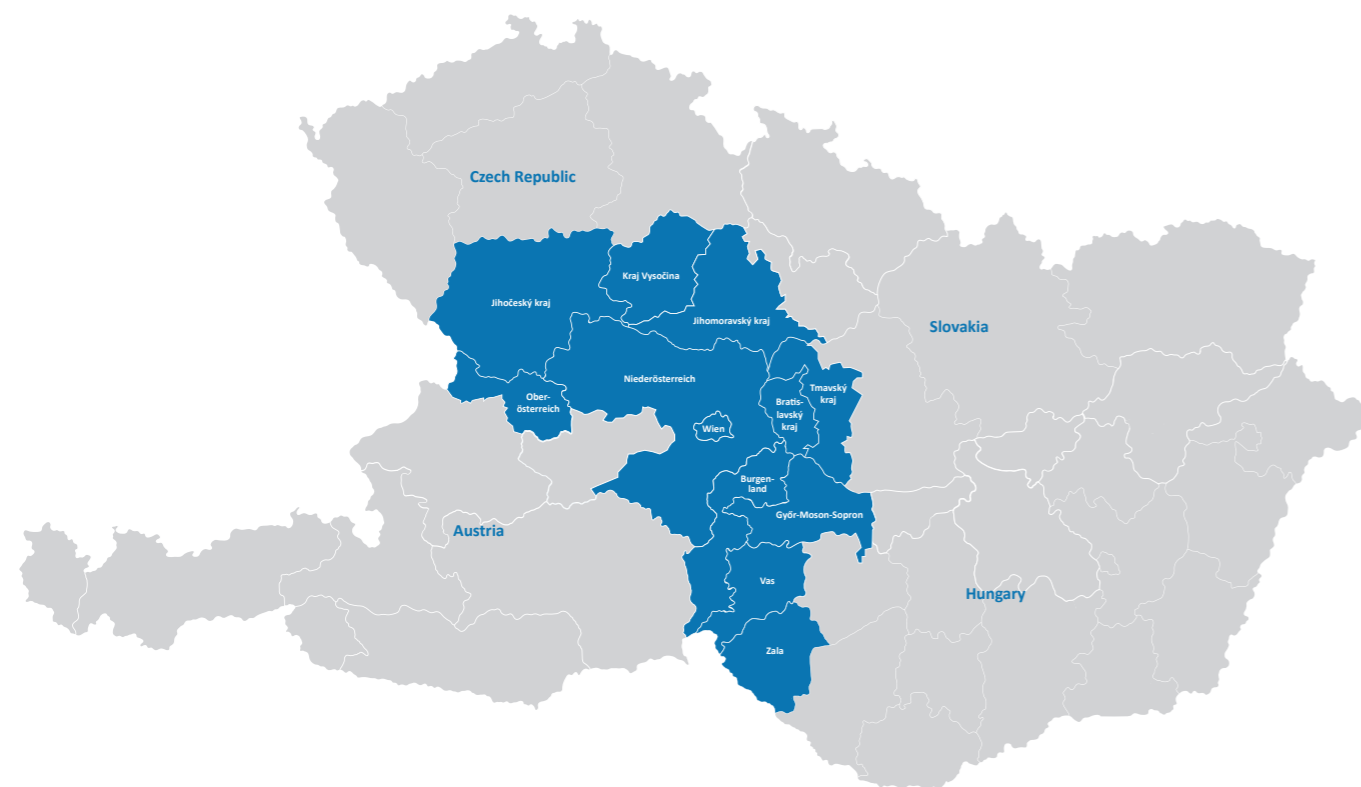 Czech Republic
Kraj Vysočina
Jihočeský kraj
Jihomoravský kraj
Slovakia
Niederösterreich
Tmavský
kraj
Ober-
österreich
Bratis-
lavský
kraj
Wien
Burgen-
land
Győr-Moson-Sopron
Austria
Vas
Hungary
Zala